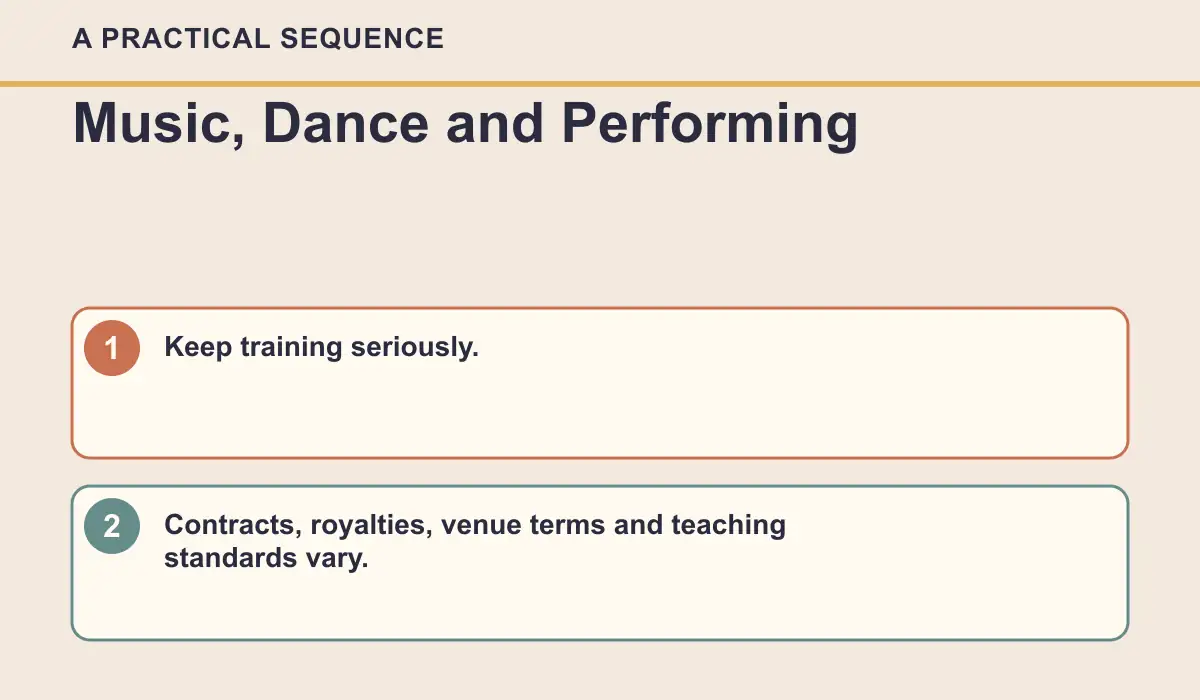 A PRACTICAL SEQUENCE
Music, Dance and Performing
1
Keep training seriously.
2
Contracts, royalties, venue terms and teaching
standards vary.